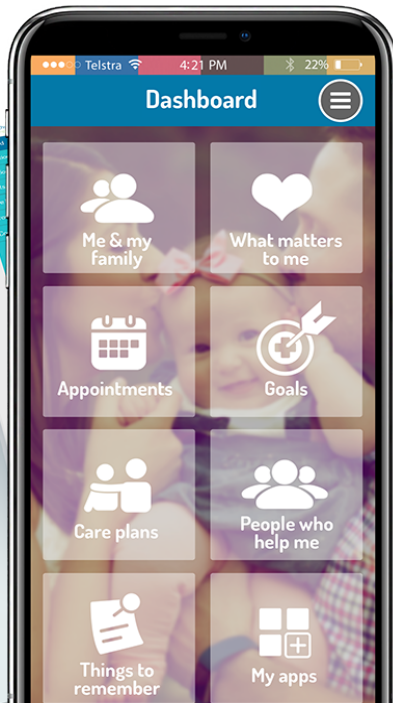 Telstra 4:21 PM 22%
Dashboard
Me & my
family
What matters
to me
Appointments
Goals
Care plans
People who
help me
Things to
remember
My apps